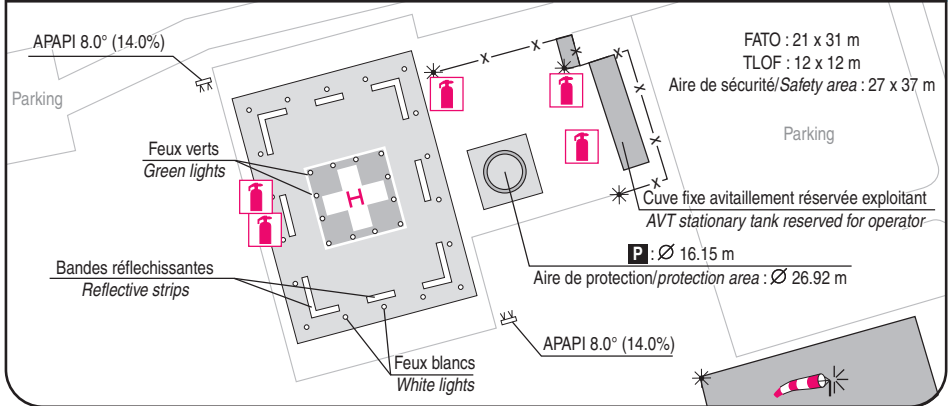 APAPI 8.0° (14.0%)
Parking
FATO : 21 x 31 m
TLOF : 12 x 12 m
Aire de sécurité/Safety area : 27 x 37 m
Parking
Feux verts
Green lights
H
Cuve fixe avitaillement réservée exploitant
AVT stationary tank reserved for operator
P : Ø 16.15 m
Aire de protection/protection area : Ø 26.92 m
Bandes réflechissantes
Reflective strips
APAPI 8.0° (14.0%)
Feux blancs
White lights